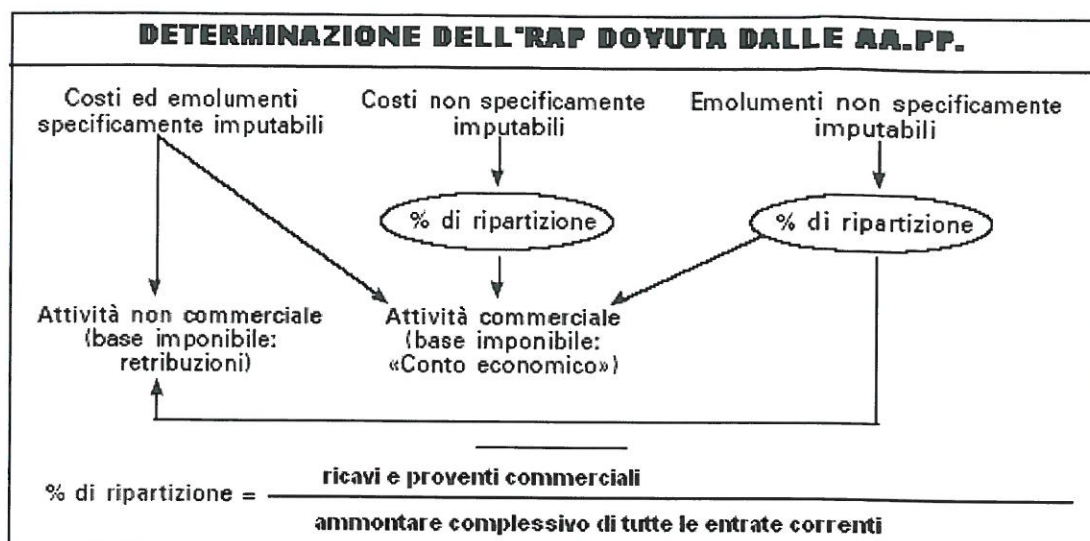 DETERMINAZIONE DELL'RAP DOVUTA DALLE AA.PP.
Costi ed emolumenti
specificamente imputabili
Costi non specificamente
imputabili
Emolumenti non specificamente
imputabili
% di ripartizione
% di ripartizione
Attività non commerciale
(base imponibile:
retribuzioni)
Attività commerciale
(base imponibile:
«Conto economico»)
% di ripartizione =
ricavi e proventi commerciali
ammontare complessivo di tutte le entrate correnti